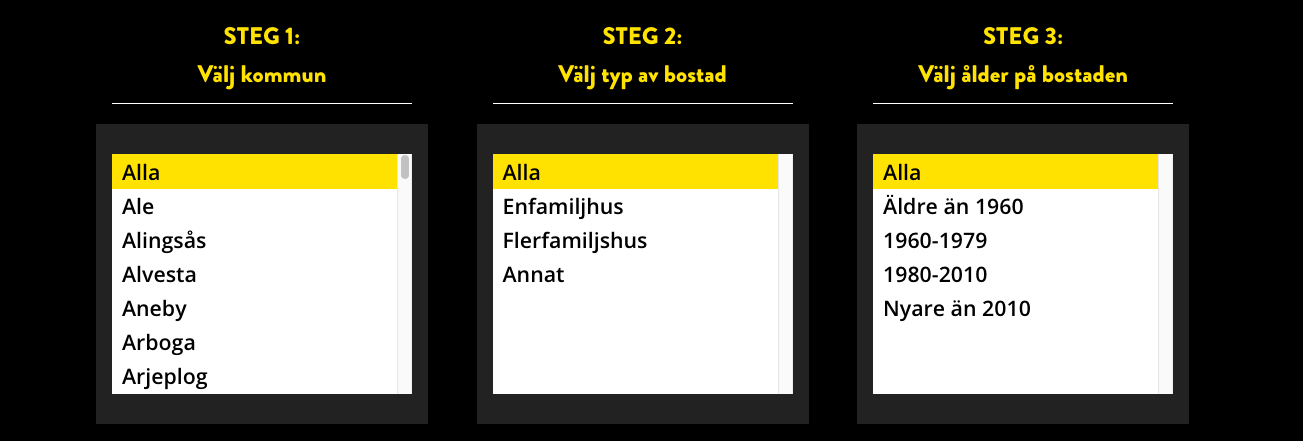 STEG 1:
Välj kommun
Alla
Ale
Alingsås
Alvesta
Aneby
Arboga
Arjeplog
STEG 2:
Välj typ av bostad
Alla
Enfamiljhus
Flerfamiljshus
Annat
STEG 3:
Välj ålder på bostaden
Alla
Äldre än 1960
1960-1979
1980-2010
Nyare än 2010